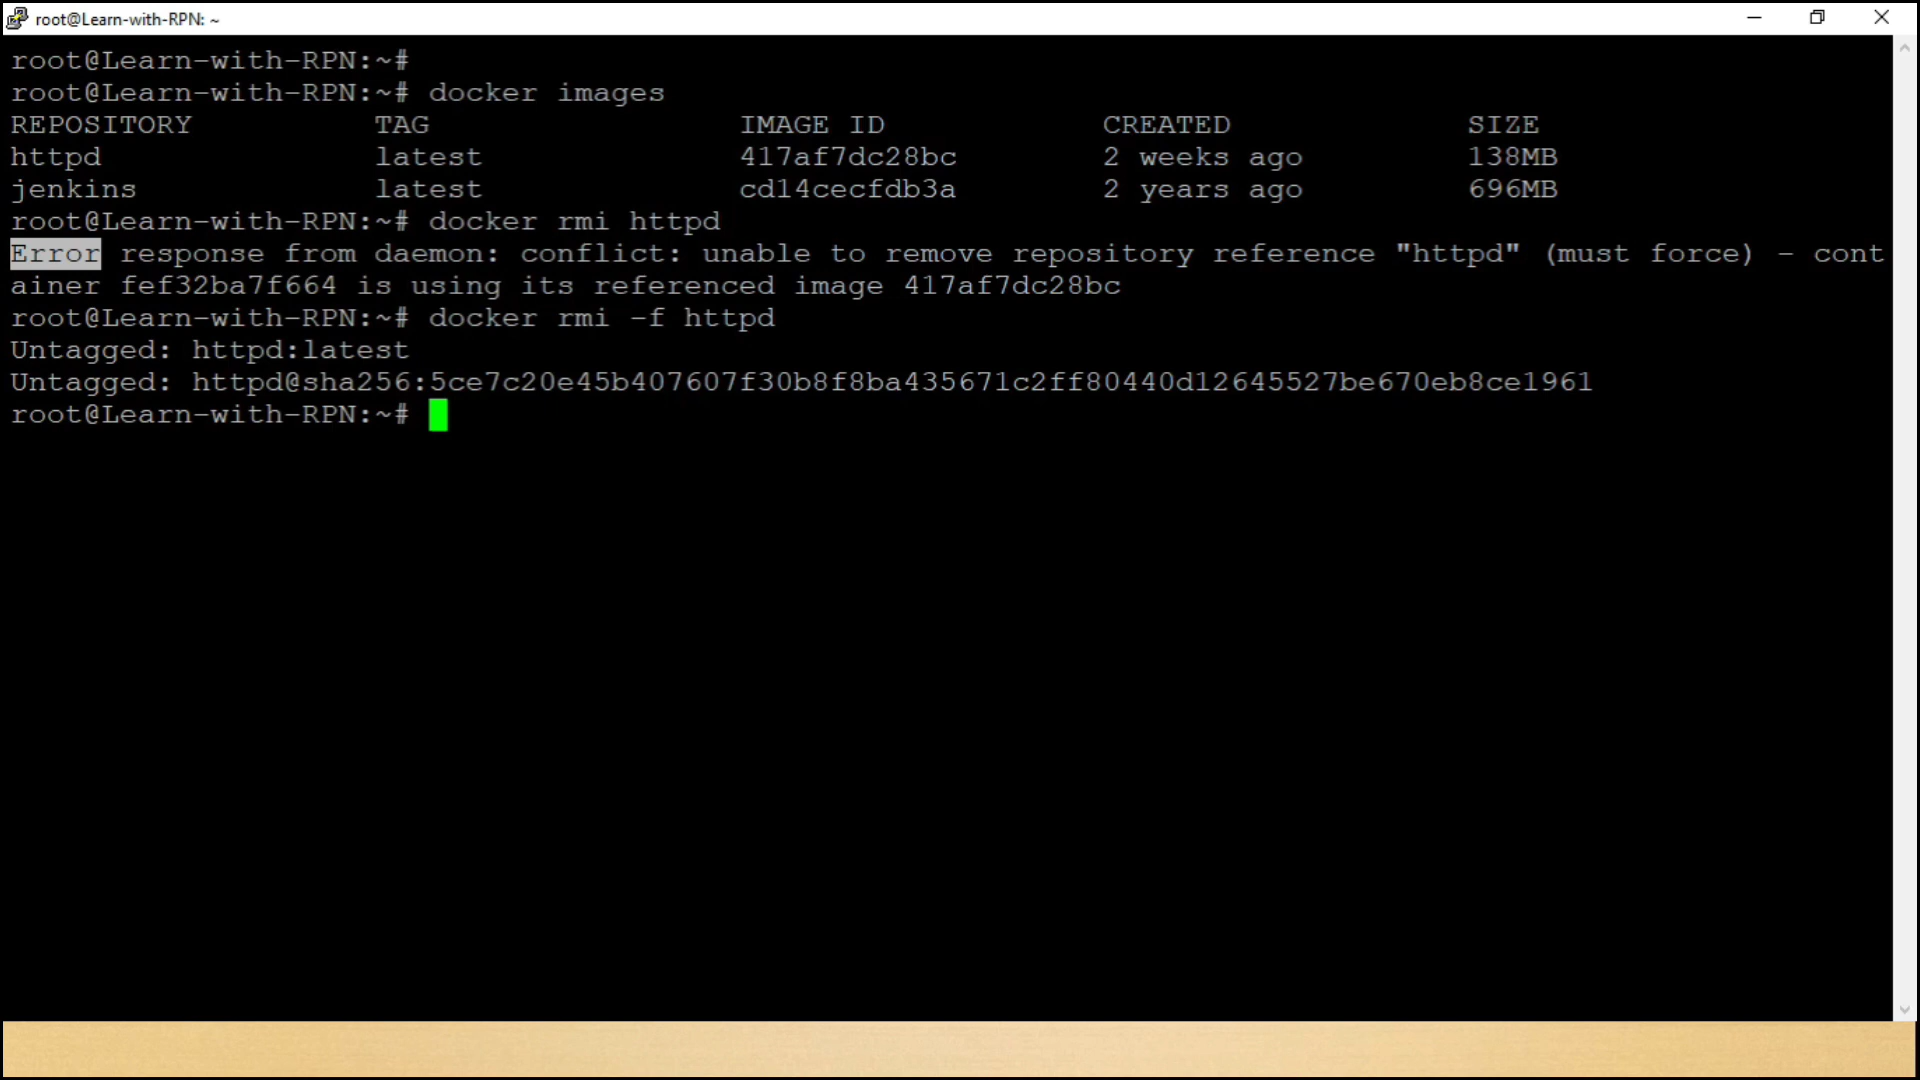 root@Learn-with-RPN: ~
root@Learn-with-RPN:~#
root@Learn-with-RPN:~# docker images
REPOSITORY TAG IMAGE ID CREATED SIZE
httpd latest 417af7dc28bc 2 weeks ago 138MB
jenkins latest cd14cecfdb3a 2 years ago 696MB
root@Learn-with-RPN:~# docker rmi httpd
Error response from daemon: conflict: unable to remove repository reference "httpd" (must force) - cont
ainer fef32ba7f664 is using its referenced image 417af7dc28bc
root@Learn-with-RPN:~# docker rmi -f httpd
Untagged: httpd:latest
Untagged: httpd@sha256:5ce7c20e45b407607f30b8f8ba435671c2ff80440d12645527be670eb8ce1961
root@Learn-with-RPN:~#